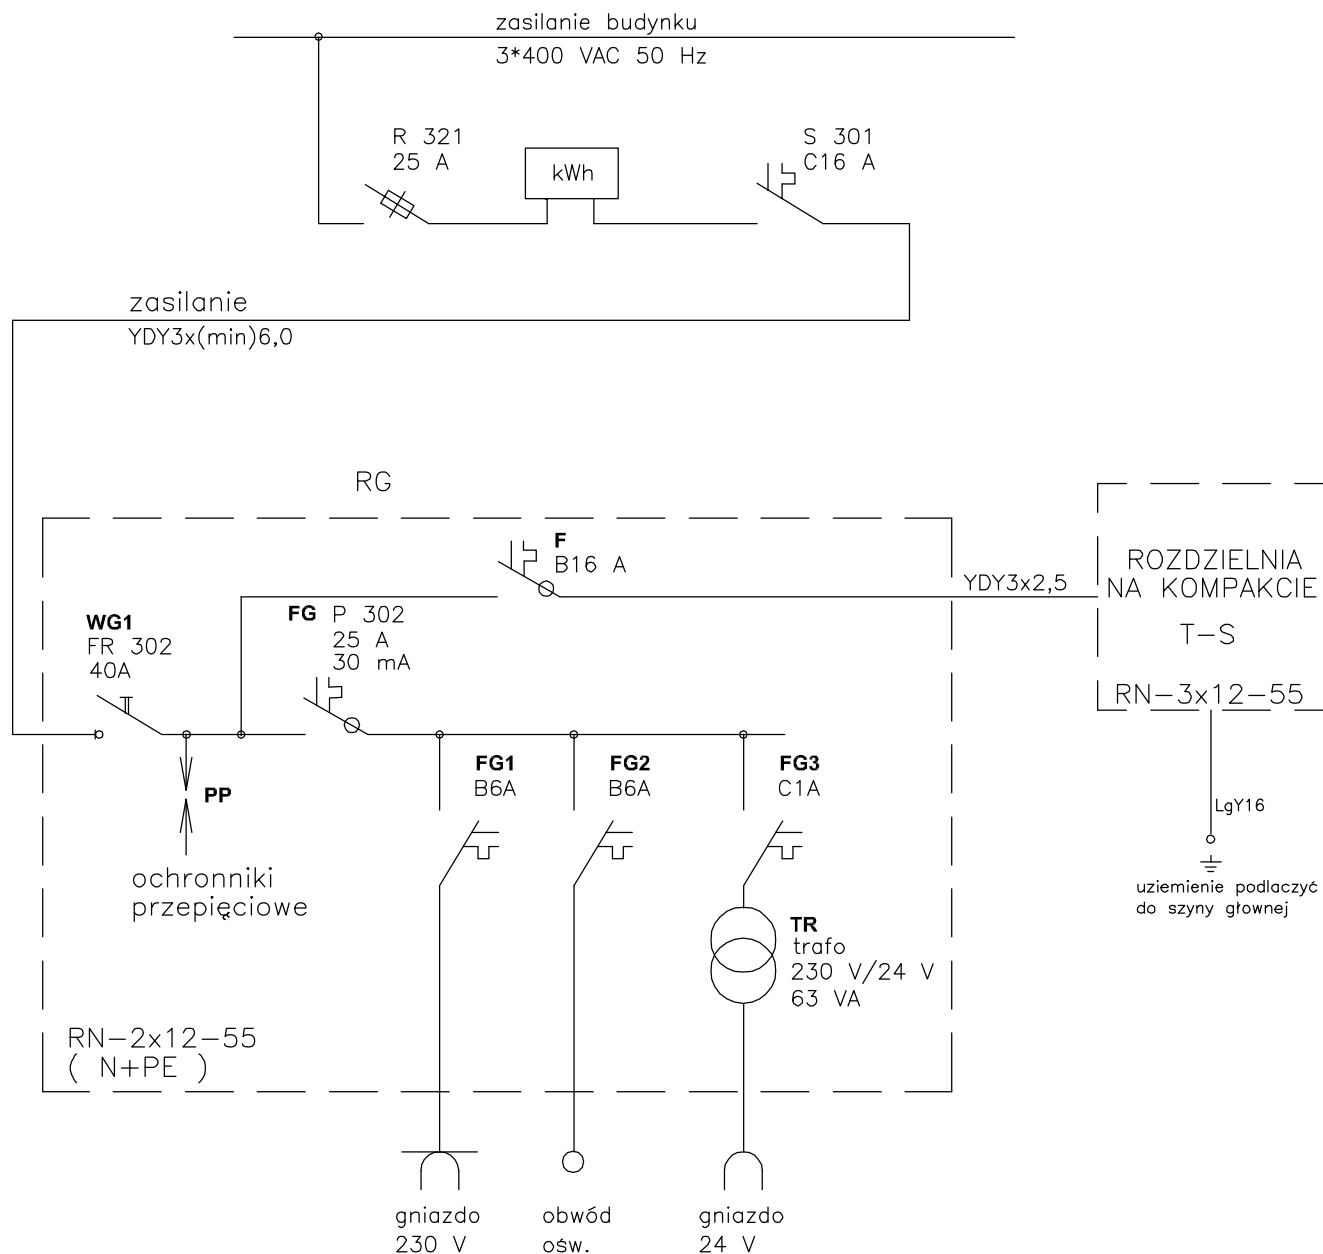 zasilanie budynku
3*400 VAC 50 Hz
R 321
25 A
kWh
S 301
C16 A
zasilanie
YDY3x(min)6,0
RG
F
B16 A
YDY3x2,5
ROZDZIELNIA
NA KOMPAKCIE
T-S
RN-3x12-55
WG1
FR 302
40A
FG P 302
25 A
30 mA
PP
ochronniki
przepięciowe
FG1
B6A
FG2
B6A
FG3
C1A
LgY16
uziemienie podlaczyć
do szyny głownej
TR
trafo
230 V/24 V
63 VA
RN-2x12-55
( N+PE )
gniazdo
230 V
obwód
ośw.
gniazdo
24 V